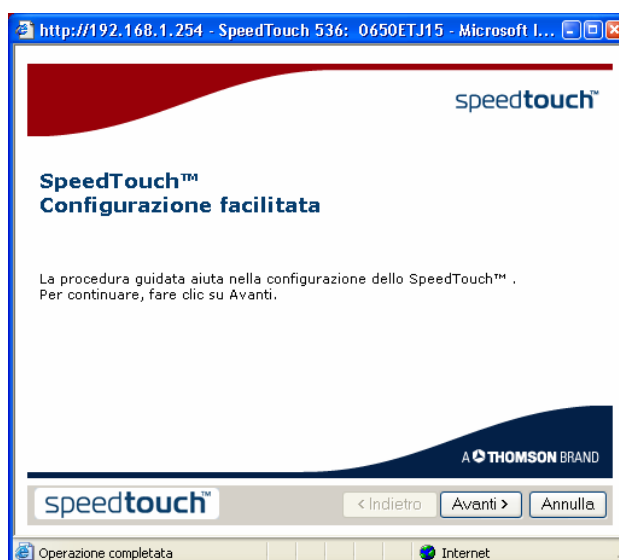 http://192.168.1.254 - SpeedTouch 536: 0650ETJ15 - Microsoft I...
speedtouch™
SpeedTouch™
Configurazione facilitata
La procedura guidata aiuta nella configurazione dello SpeedTouch™ .
Per continuare, fare clic su Avanti.
A THOMSON BRAND
speedtouch™
< Indietro Avanti > Annulla
Operazione completata Internet